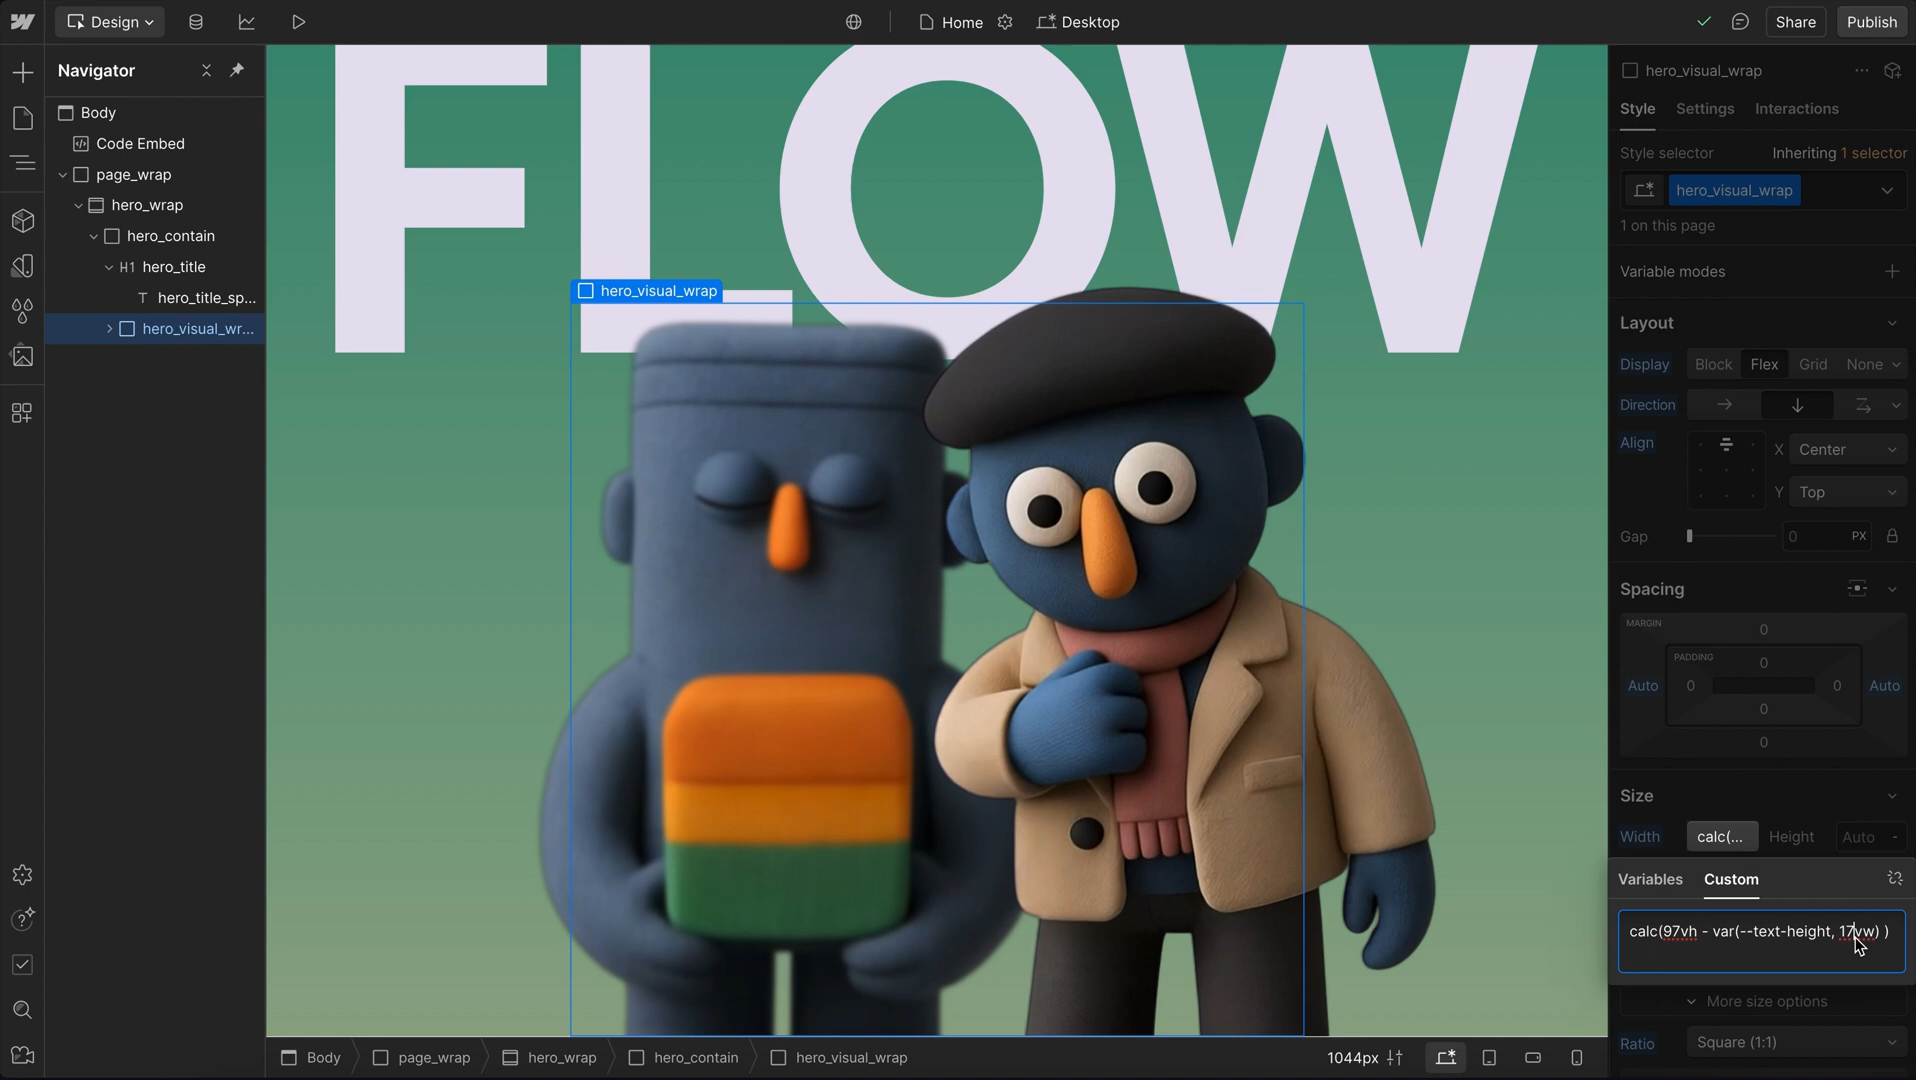 Design
Home
Desktop
Share
Publish
Navigator
Body
Code Embed
page_wrap
hero_wrap
hero_contain
H1 hero_title
T hero_title_sp...
hero_visual_wr...
FLOW
hero_visual_wrap
hero_visual_wrap
Style
Settings
Interactions
Style selector
Inheriting 1 selector
hero_visual_wrap
1 on this page
Variable modes
Layout
Display
Block
Flex
Grid
None
Direction
Align
X
Center
Y
Top
Gap
0
PX
Spacing
MARGIN
0
PADDING
0
Auto
0
0
Auto
0
0
Size
Width
calc(...
Height
Auto
-
Variables
Custom
calc(97vh - var(--text-height, 17vw) )
More size options
Ratio
Square (1:1)
Body
page_wrap
hero_wrap
hero_contain
hero_visual_wrap
1044px